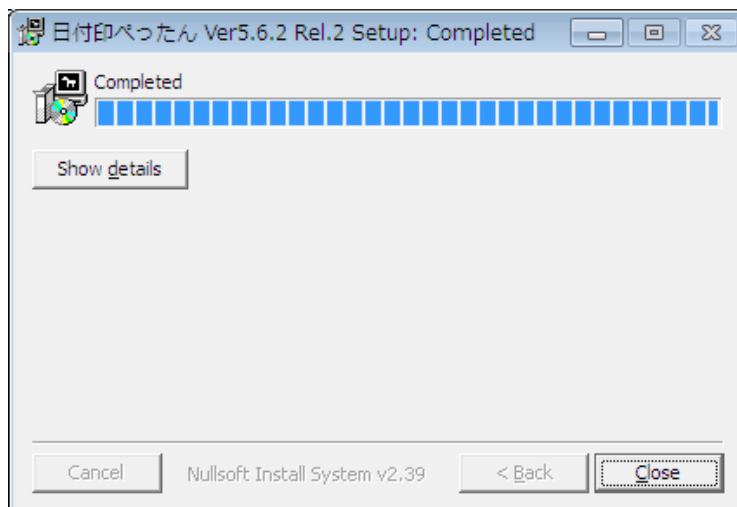 日付印ぺったん Ver5.6.2 Rel.2 Setup: Completed
Completed
Show details
Cancel
Nullsoft Install System v2.39
< Back
Close